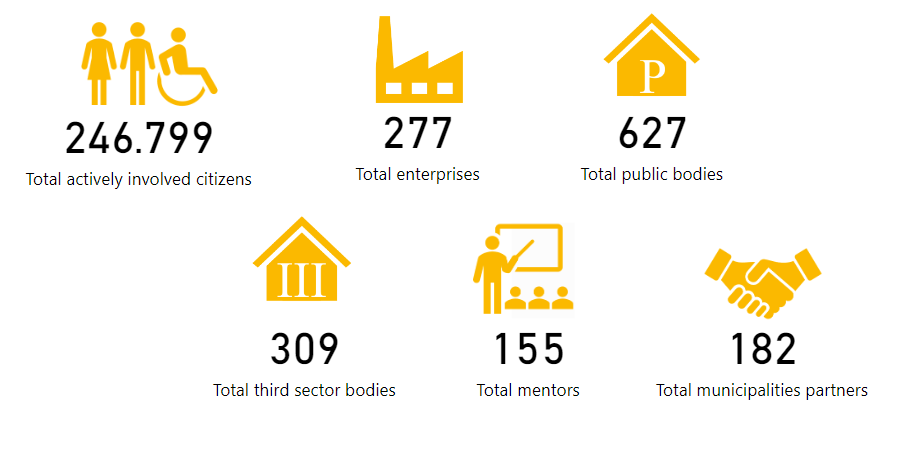 246.799
Total actively involved citizens
277
Total enterprises
P
627
Total public bodies
III
309
Total third sector bodies
155
Total mentors
182
Total municipalities partners